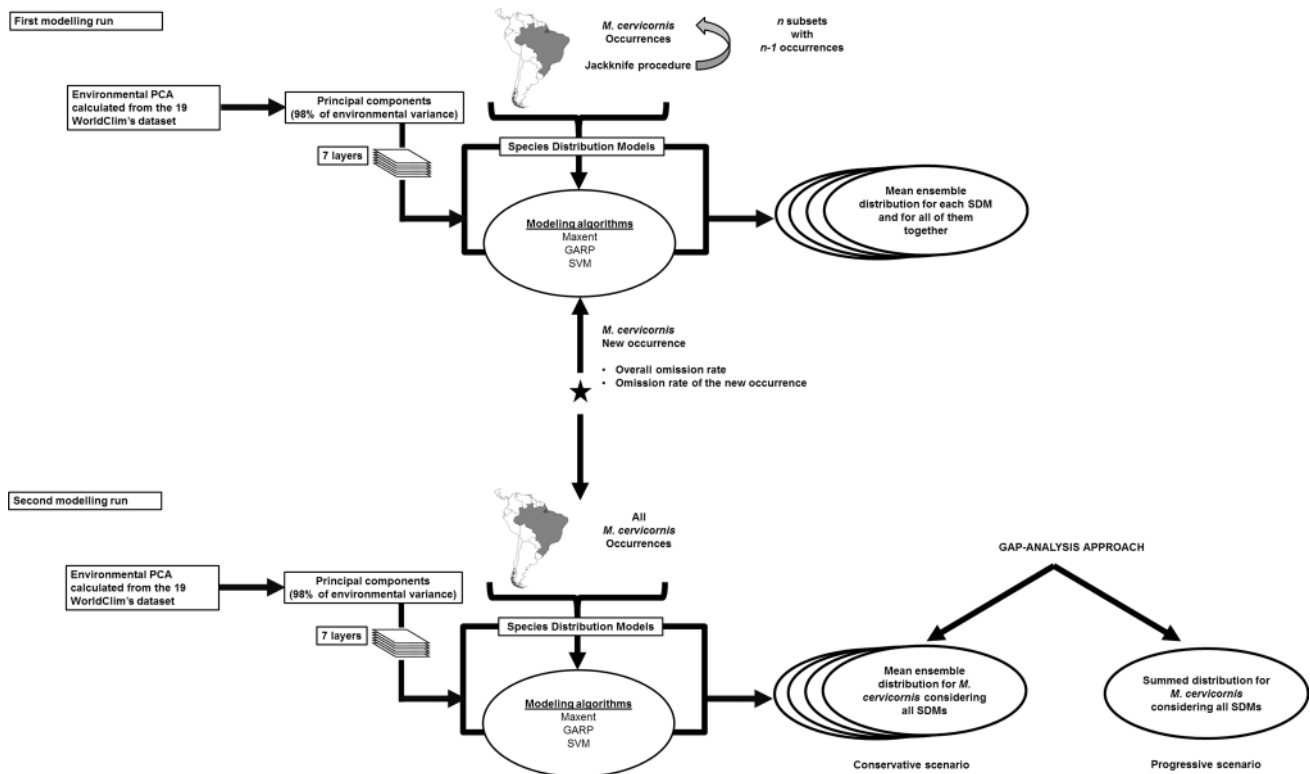 First modelling run
M. cervicornis
Occurrences
Jackknife procedure
n subsets
with
n-1 occurrences
Environmental PCA
calculated from the 19
WorldClim's dataset
Principal components
(98% of environmental variance)
7 layers
Species Distribution Models
Modeling algorithms
Maxent
GARP
SVM
Mean ensemble
distribution for each SDM
and for all of them
together
M. cervicornis
New occurrence
• Overall omission rate
• Omission rate of the new occurrence
Second modelling run
All
M. cervicornis
Occurrences
Environmental PCA
calculated from the 19
WorldClim's dataset
Principal components
(98% of environmental variance)
7 layers
Species Distribution Models
Modeling algorithms
Maxent
GARP
SVM
GAP-ANALYSIS APPROACH
Mean ensemble
distribution for M.
cervicornis considering
all SDMs
Conservative scenario
Summed distribution for
M. cervicornis
considering all SDMs
Progressive scenario